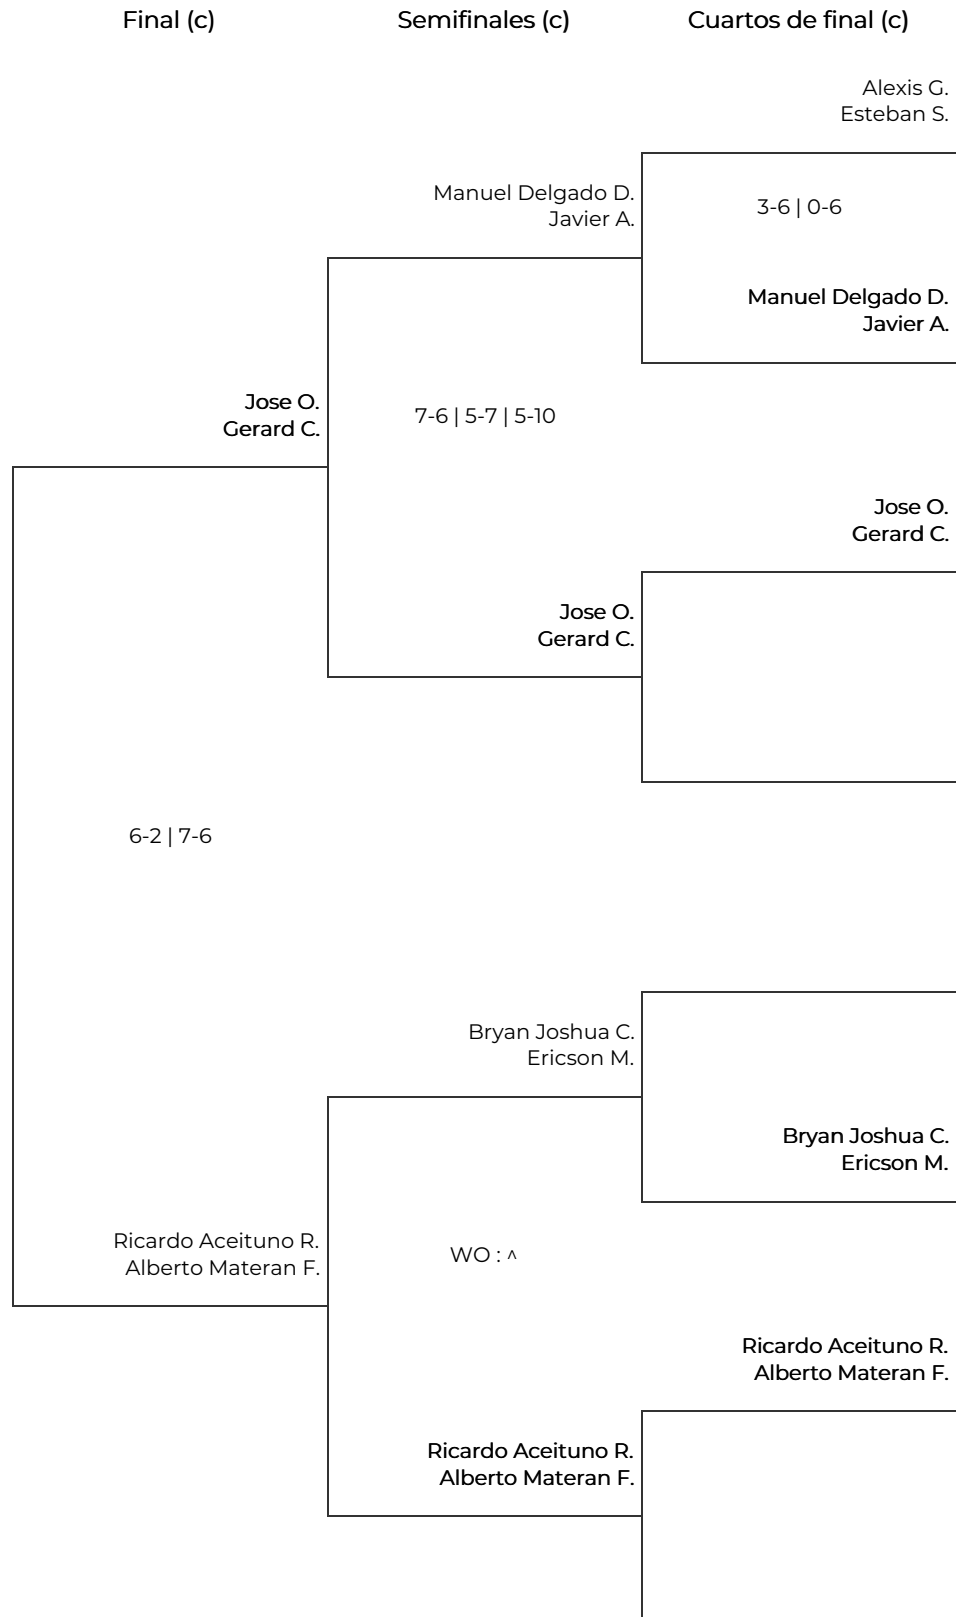 Final (c)
Semifinales (c)
Cuartos de final (c)
Alexis G.
Esteban S.
Manuel Delgado D.
Javier A.
3-6 | 0-6
Manuel Delgado D.
Javier A.
Jose O.
Gerard C.
7-6 | 5-7 | 5-10
Jose O.
Gerard C.
Jose O.
Gerard C.
6-2 | 7-6
Bryan Joshua C.
Ericson M.
Bryan Joshua C.
Ericson M.
Ricardo Aceituno R.
Alberto Materan F.
WO : ^
Ricardo Aceituno R.
Alberto Materan F.
Ricardo Aceituno R.
Alberto Materan F.